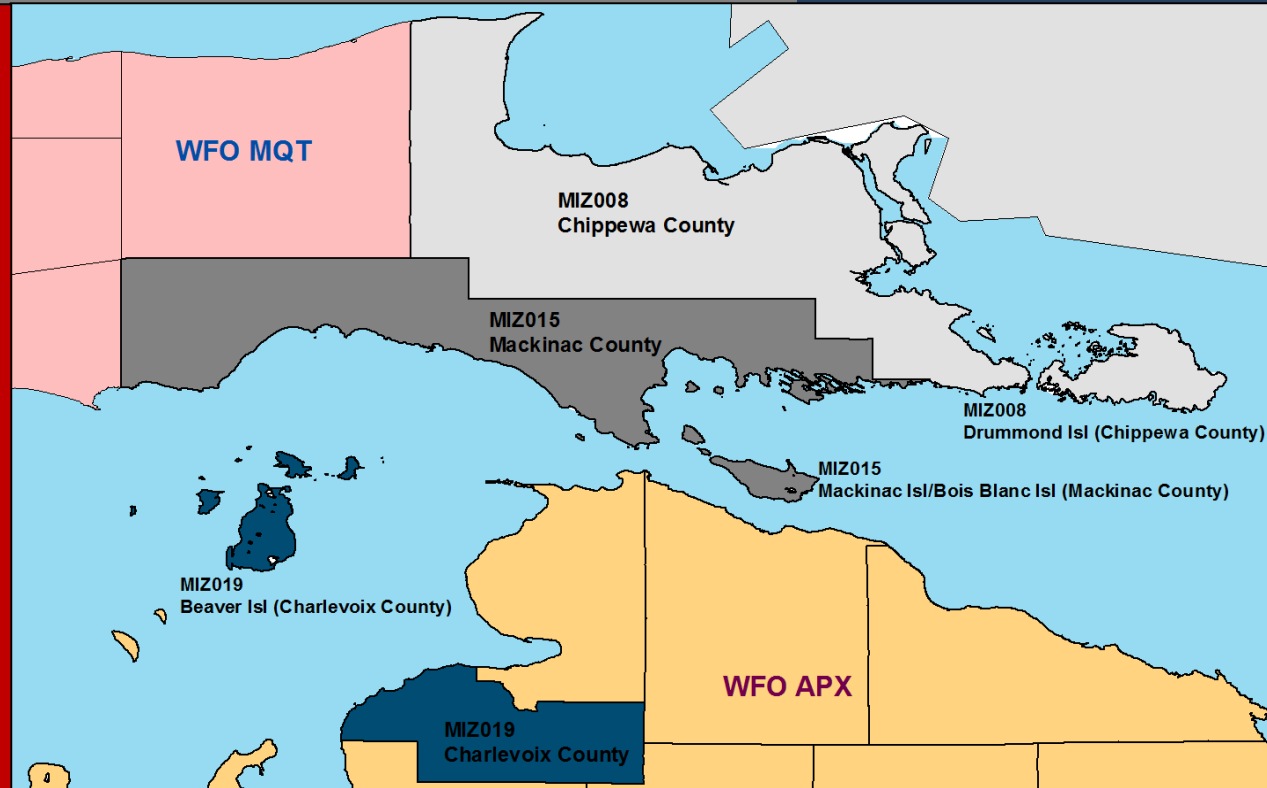 WFO MQT
MIZ008
Chippewa County
MIZ015
Mackinac County
MIZ008
Drummond Isl (Chippewa County)
MIZ015
Mackinac Isl/Bois Blanc Isl (Mackinac County)
MIZ019
Beaver Isl (Charlevoix County)
WFO APX
MIZ019
Charlevoix County